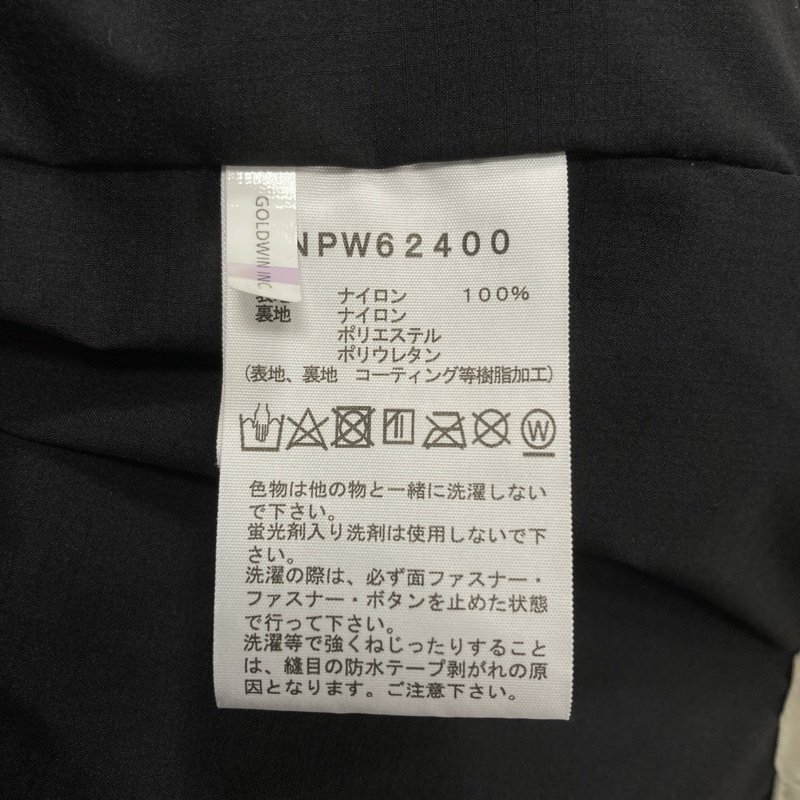 GOLDWIN INC
NPW62400
表地 ナイロン 100%
裏地 ナイロン
ポリエステル
ポリウレタン
(表地、裏地 コーティング等樹脂加工)
W
色物は他の物と一緒に洗濯しない
で下さい。
蛍光剤入り洗剤は使用しないで下
さい。
洗濯の際は、必ず面ファスナー・
ファスナー・ボタンを止めた状態
で行って下さい。
洗濯等で強くねじったりすること
は、縫目の防水テープ剥がれの原
因となります。ご注意下さい。